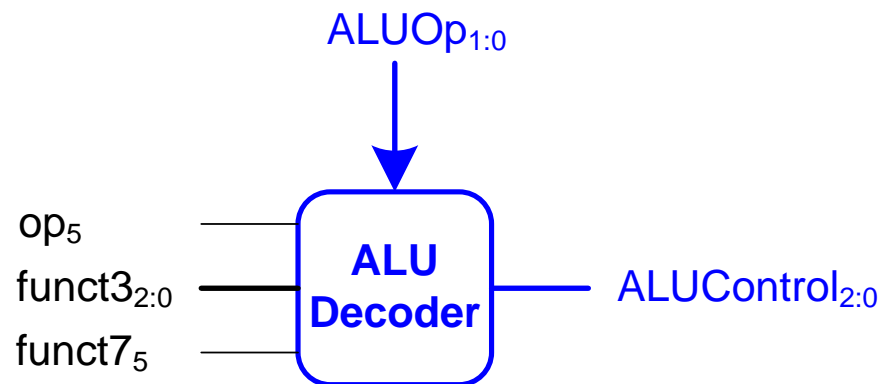 ALUOp1:0
op5
funct32:0
funct75
ALU
Decoder
ALUControl2:0